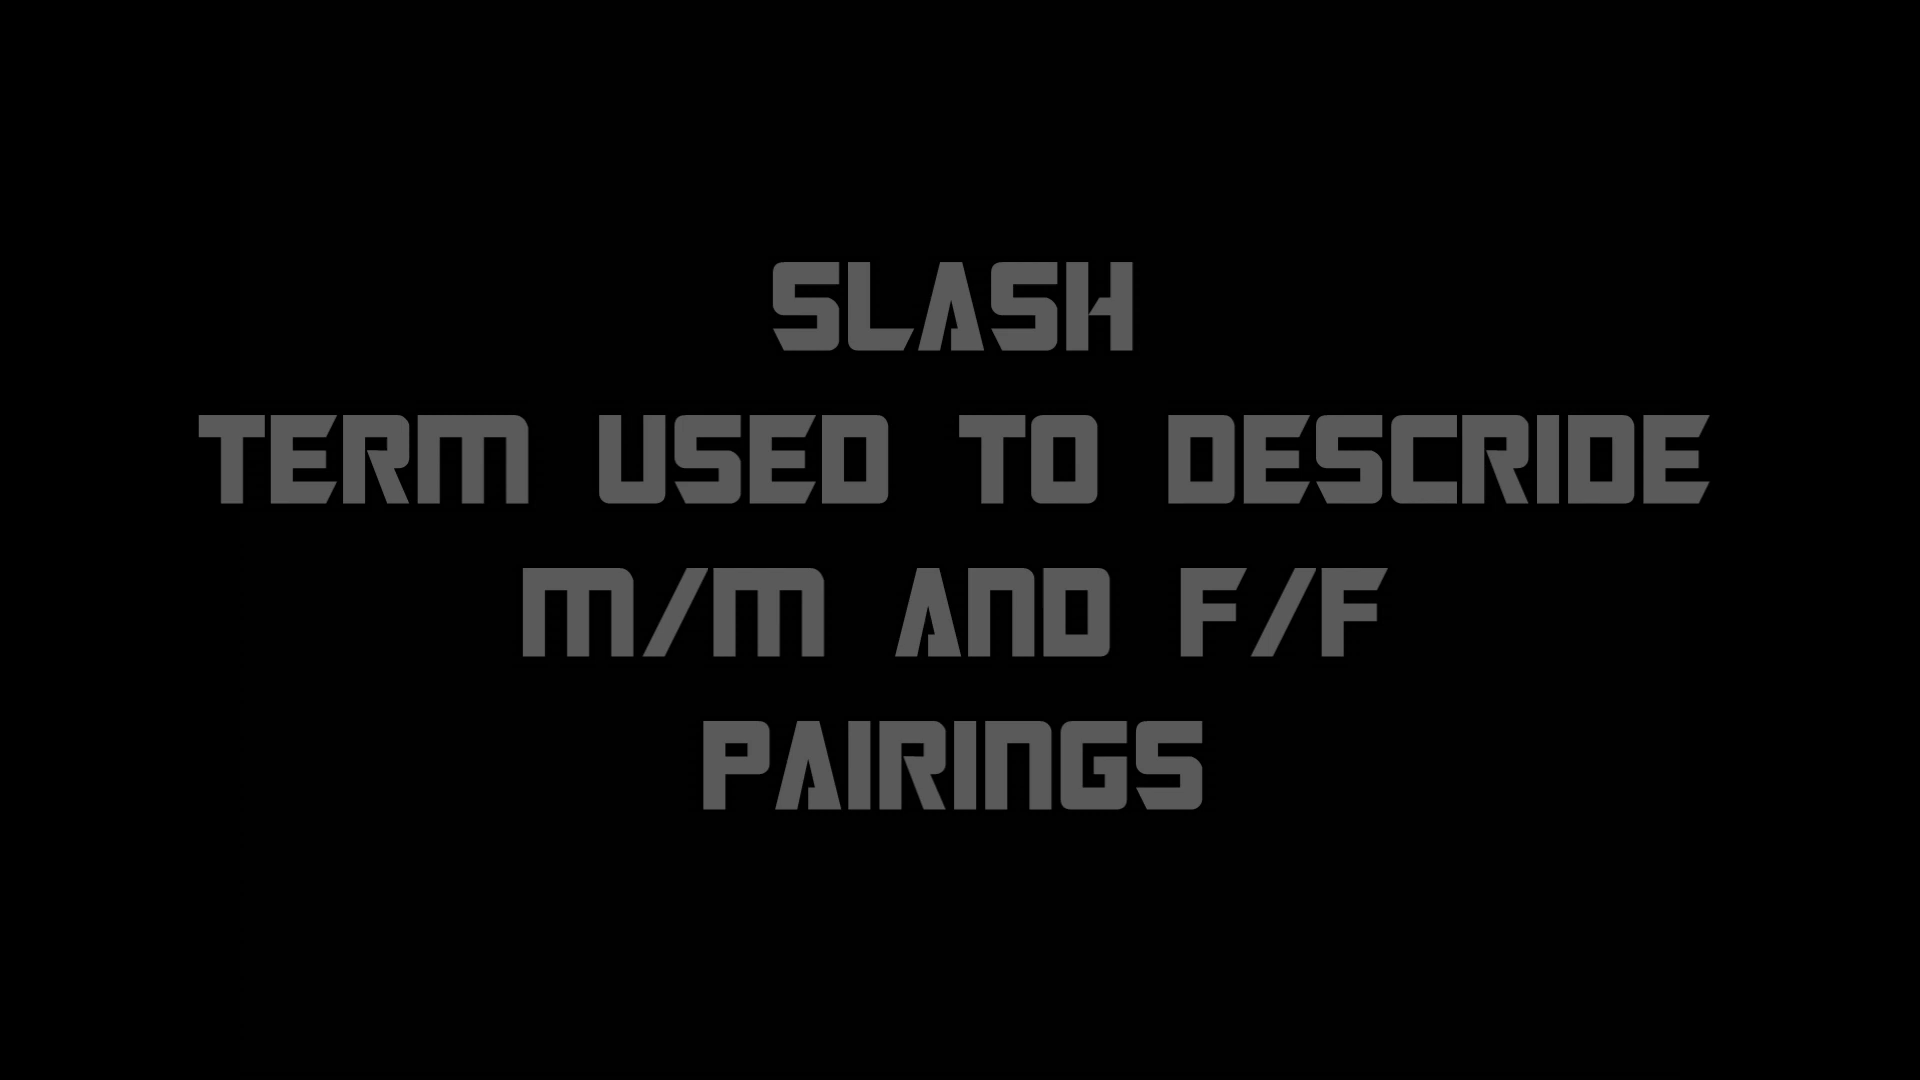 SLASH
TERM USED TO DESCRIDE
M/M AND F/F
PAIRINGS